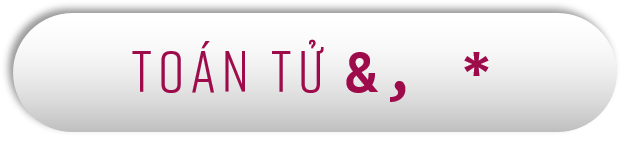 TOÁN TỬ &, *